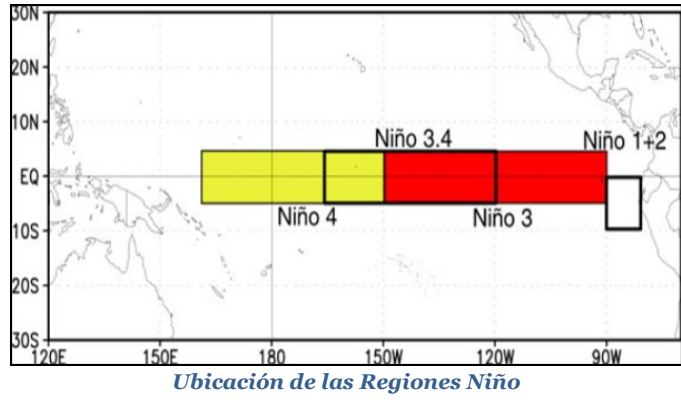 30N
20N
10N
Niño 3.4
Niño 1+2
EQ
Niño 4
Niño 3
10S
20S
30S
120E 150E 180 150W 120W 90W
Ubicación de las Regiones Niño